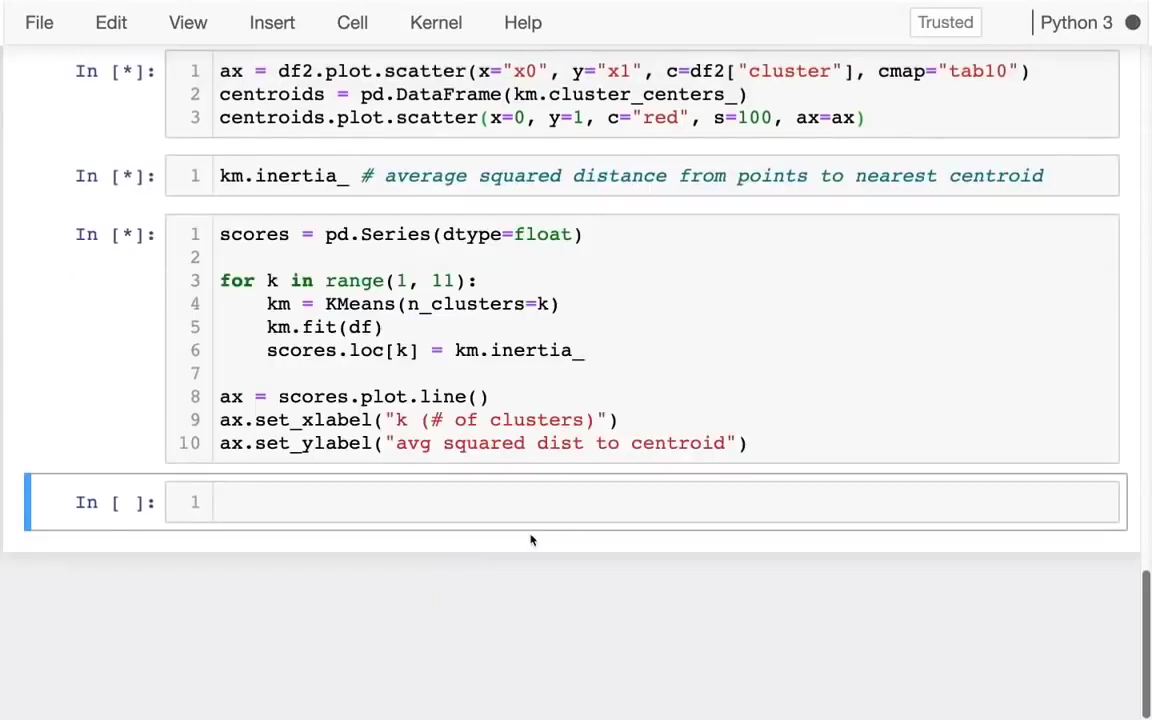 File Edit View Insert Cell Kernel Help Trusted Python 3
In [*]: 1 ax = df2.plot.scatter(x="x0", y="x1", c=df2["cluster"], cmap="tab10")
2 centroids = pd.DataFrame(km.cluster_centers_)
3 centroids.plot.scatter(x=0, y=1, c="red", s=100, ax=ax)
In [*]: 1 km.inertia_ # average squared distance from points to nearest centroid
In [*]: 1 scores = pd.Series(dtype=float)
2
3 for k in range(1, 11):
4     km = KMeans(n_clusters=k)
5     km.fit(df)
6     scores.loc[k] = km.inertia_
7
8 ax = scores.plot.line()
9 ax.set_xlabel("k (# of clusters)")
10 ax.set_ylabel("avg squared dist to centroid")
In [ ]: 1